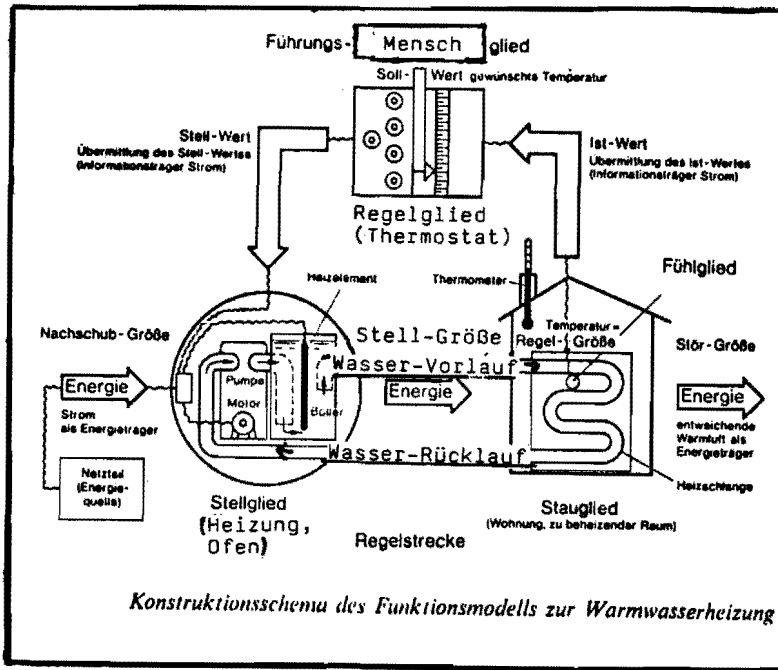 Führungs- Mensch glied
Soll- Wert gewünschte Temperatur
Stell-Wert
Übermittlung des Stell-Wertes
(Informationsträger Strom)
Ist-Wert
Übermittlung des Ist-Wertes
(Informationsträger Strom)
Regelglied
(Thermostat)
Heizelement
Thermometer
Fühlglied
Nachschub-Größe
Stell-Größe
Temperatur=
Regel-Größe
Stör-Größe
Wasser-Vorlauf
Energie
Pumpe
Motor
Boiler
Energie
Energie
Strom
als Energieträger
entweichende
Warmluft als
Energieträger
Wasser-Rücklauf
Netzteil
(Energie-
quelle)
Heizschlange
Stellglied
(Heizung,
Ofen)
Stauglied
(Wohnung, zu beheizender Raum)
Regelstrecke
Konstruktionsschema des Funktionsmodells zur Warmwasserheizung